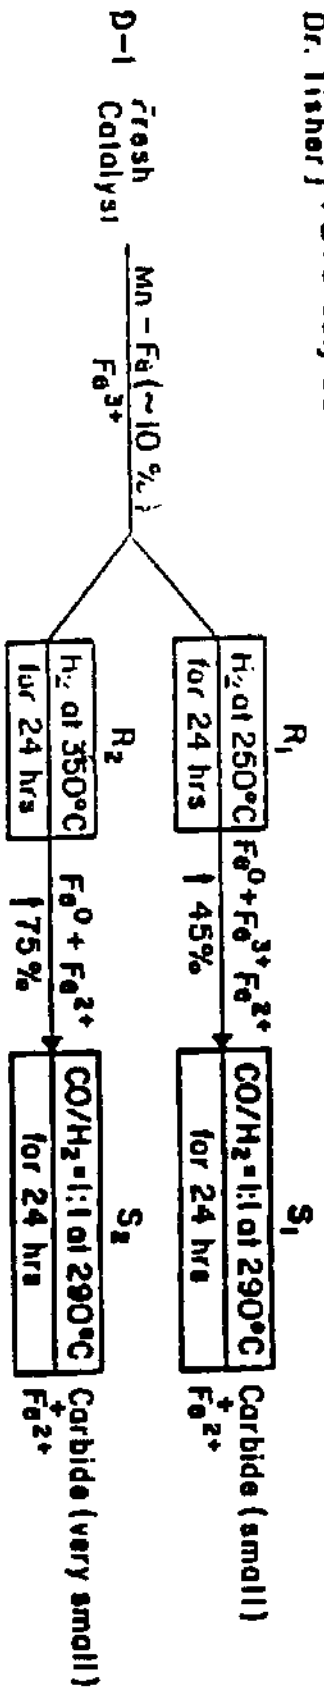 Dr. Tisher)
D-1
Fresh
Catalyst
Mn - Fe (~10 %)
Fe³⁺
R₁
H₂ at 250°C
for 24 hrs
Fe⁰ + Fe³⁺ Fe²⁺
↑ 45%
S₁
CO/H₂ = 1:1 at 290°C
for 24 hrs
Carbide (small)
+
Fe²⁺
R₂
H₂ at 350°C
for 24 hrs
Fe⁰ + Fe²⁺
↑ 75%
S₂
CO/H₂ = 1:1 at 290°C
for 24 hrs
Carbide (very small)
+
Fe²⁺